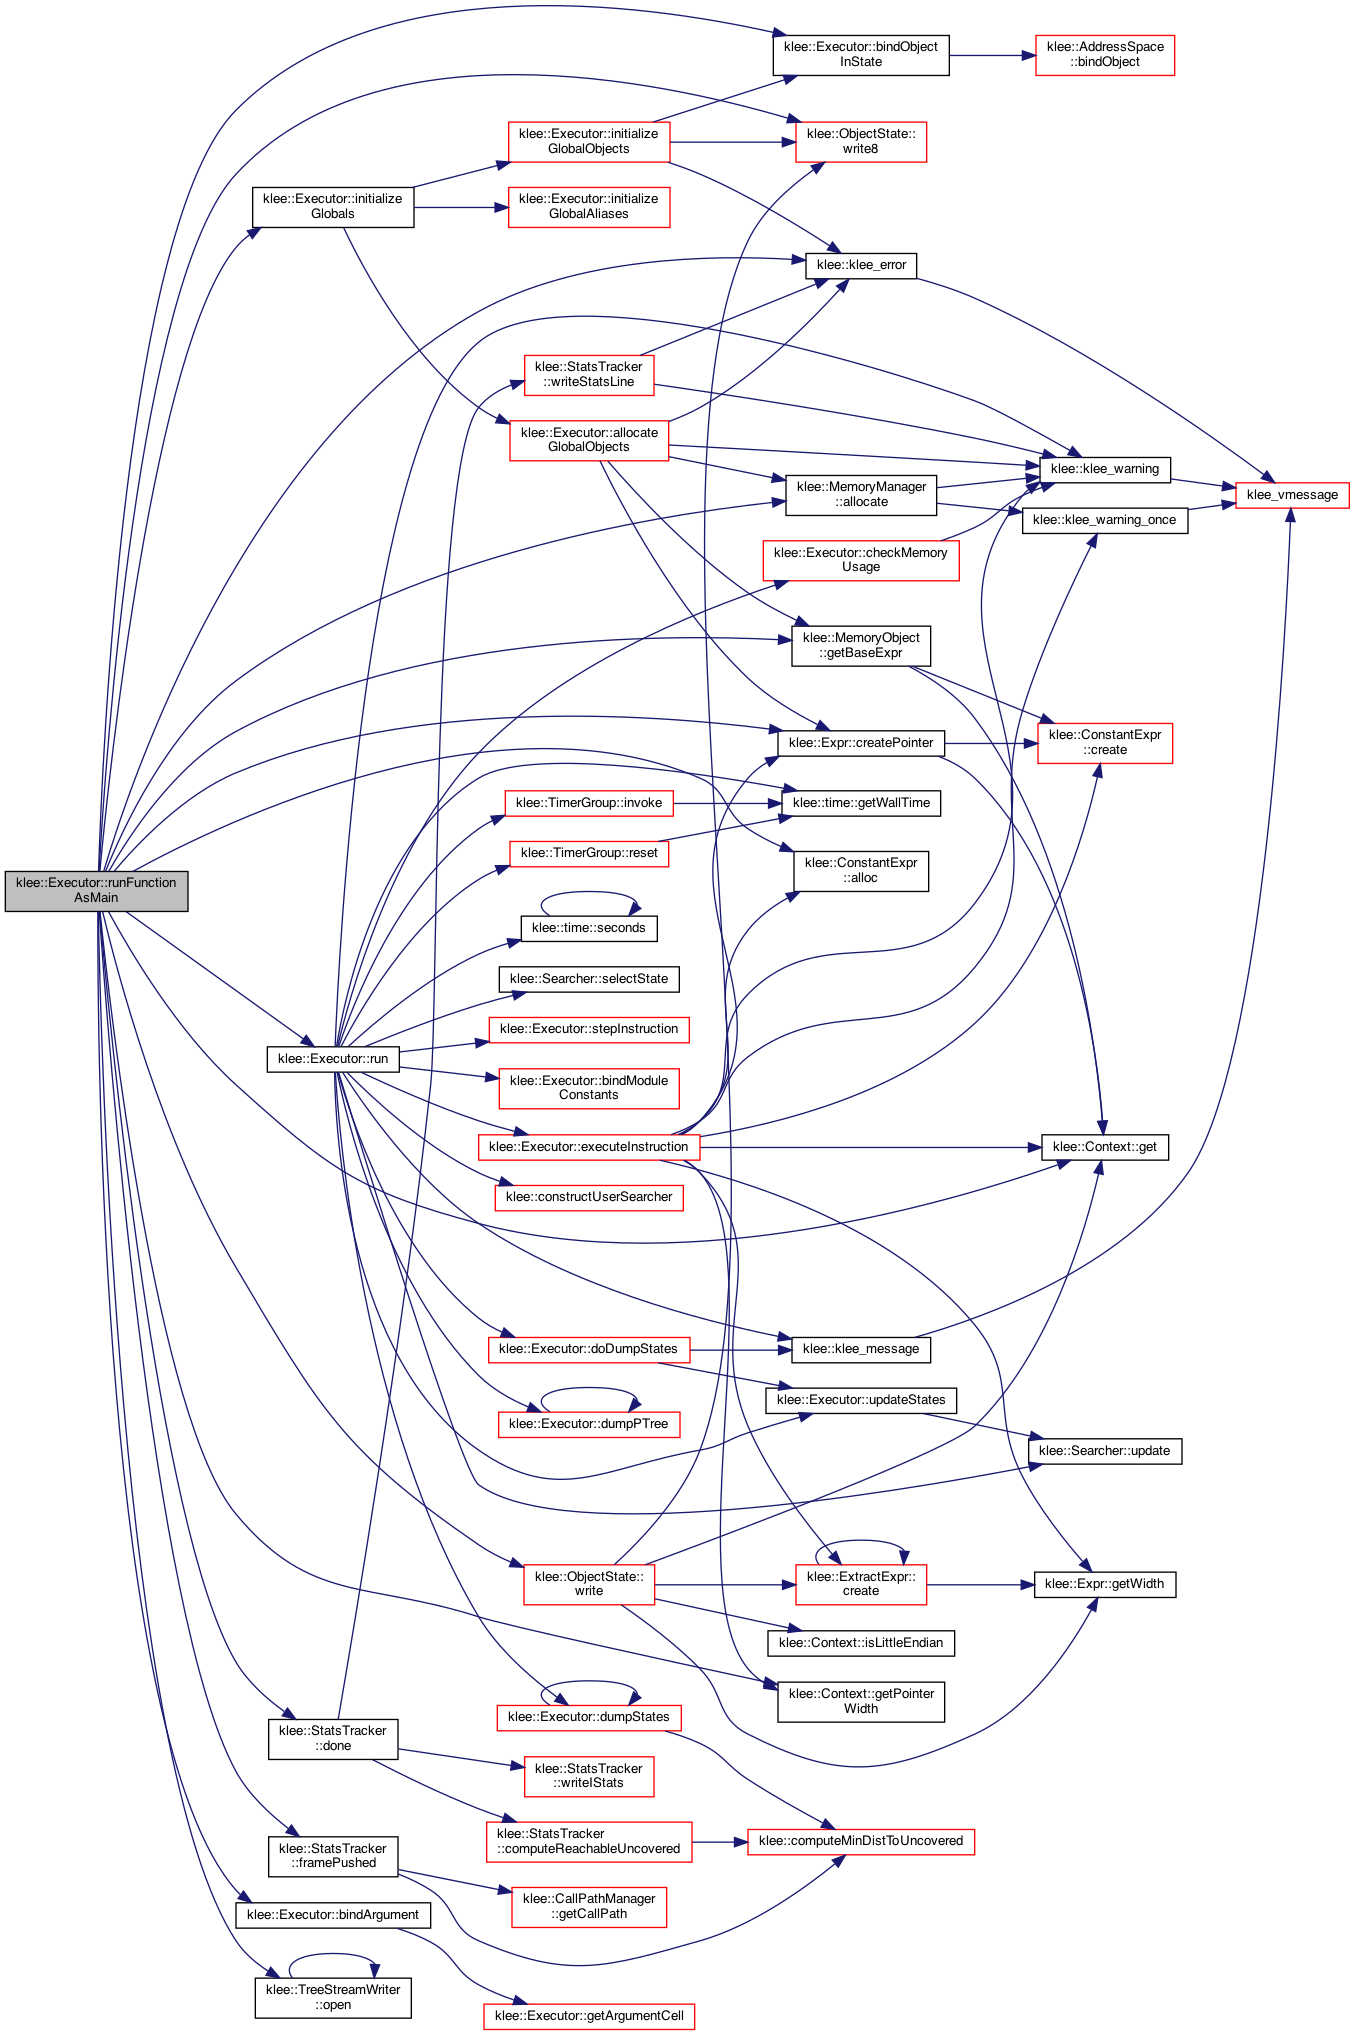 klee::Executor::bindObject
InState
klee::AddressSpace
::bindObject
klee::Executor::initialize
GlobalObjects
klee::ObjectState::
write8
klee::Executor::initialize
Globals
klee::Executor::initialize
GlobalAliases
klee::klee_error
klee::StatsTracker
::writeStatsLine
klee::Executor::allocate
GlobalObjects
klee::klee_warning
klee::MemoryManager
::allocate
klee_vmessage
klee::klee_warning_once
klee::Executor::checkMemory
Usage
klee::MemoryObject
::getBaseExpr
klee::Expr::createPointer
klee::ConstantExpr
::create
klee::TimerGroup::invoke
klee::time::getWallTime
klee::TimerGroup::reset
klee::ConstantExpr
::alloc
klee::Executor::runFunction
AsMain
klee::time::seconds
klee::Searcher::selectState
klee::Executor::stepInstruction
klee::Executor::run
klee::Executor::bindModule
Constants
klee::Executor::executeInstruction
klee::Context::get
klee::constructUserSearcher
klee::Executor::doDumpStates
klee::klee_message
klee::Executor::updateStates
klee::Executor::dumpPTree
klee::Searcher::update
klee::ObjectState::
write
klee::ExtractExpr::
create
klee::Expr::getWidth
klee::Context::isLittleEndian
klee::Context::getPointer
Width
klee::Executor::dumpStates
klee::StatsTracker
::done
klee::StatsTracker
::writeIStats
klee::StatsTracker
::computeReachableUncovered
klee::computeMinDistToUncovered
klee::StatsTracker
::framePushed
klee::CallPathManager
::getCallPath
klee::Executor::bindArgument
klee::TreeStreamWriter
::open
klee::Executor::getArgumentCell